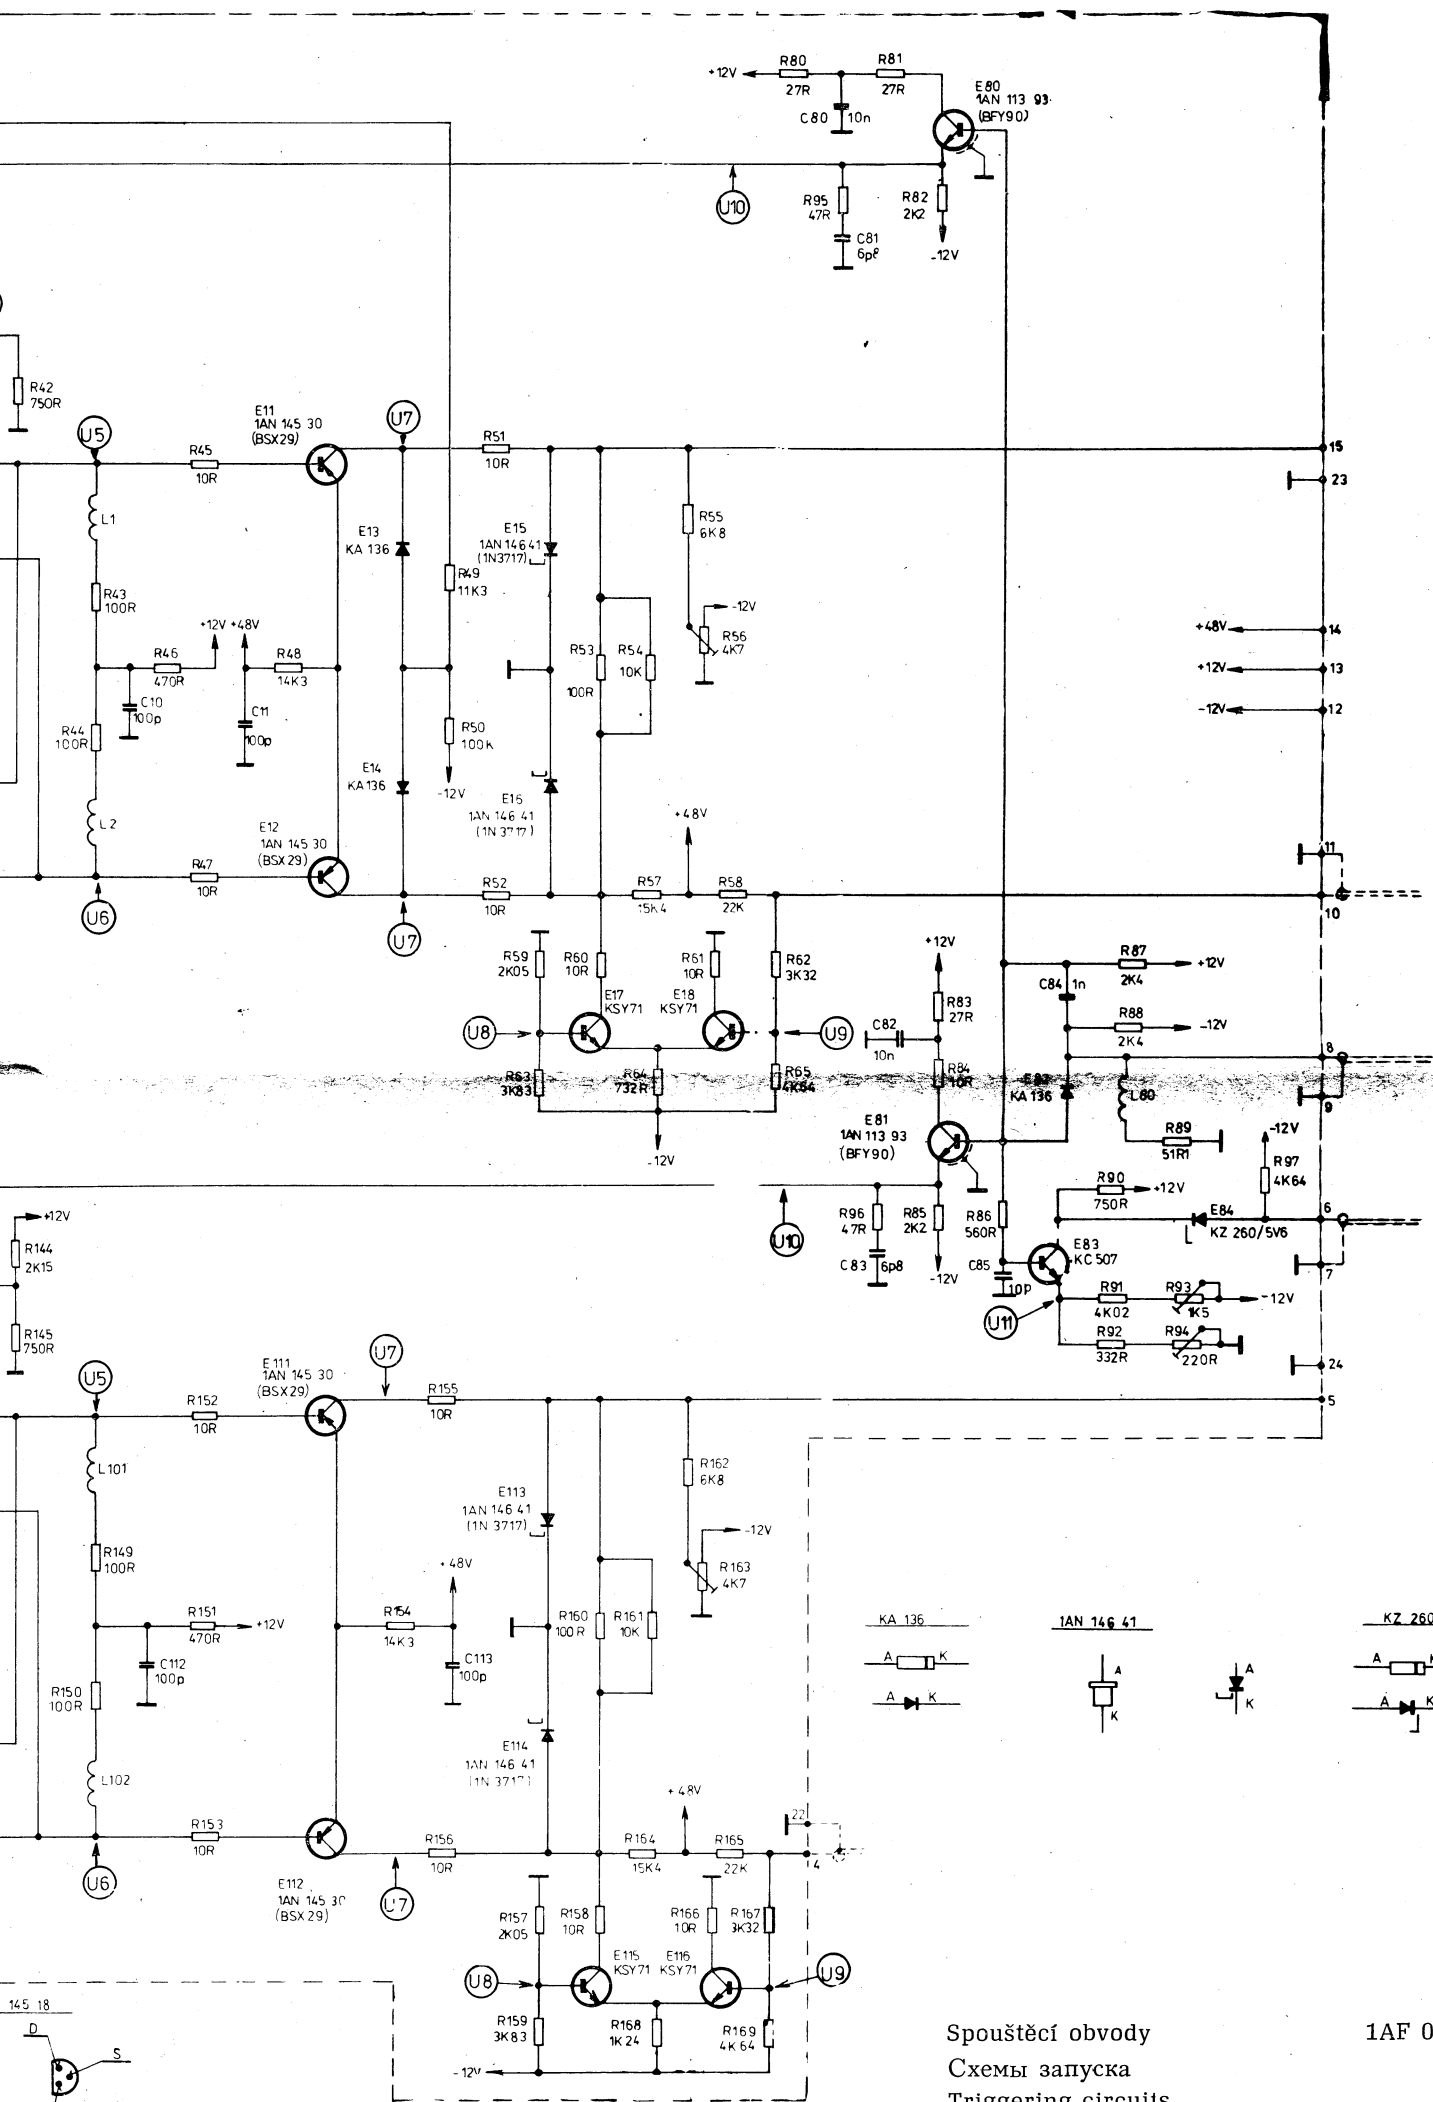 +12V
R80
27R
R81
27R
C80
10n
E80
1AN 113 93
(BFY90)
U10
R95
47R
C81
6p8
R82
2K2
-12V
R42
750R
U5
E11
1AN 145 30
(BSX29)
U7
R45
10R
R51
10R
15
23
L1
E13
KA 136
E15
1AN 146 41
(1N3717)
R55
6K8
R43
100R
R49
11K3
-12V
R56
4K7
+12V
+48V
R46
470R
R48
14K3
R53
100R
R54
10K
+48V
14
+12V
13
-12V
12
C10
100p
C11
100p
R44
100R
R50
100K
E14
KA136
-12V
E16
1AN 146 41
(1N 3717)
+48V
L2
E12
1AN 145 30
(BSX29)
11
R47
10R
R52
10R
R57
15K4
R58
22K
10
U6
U7
R59
2K05
R60
10R
R61
10R
R62
3K32
+12V
R87
2K4
+12V
C84
1n
E17
KSY71
E18
KSY71
R83
27R
U8
U9
C82
10n
R88
2K4
-12V
8
R63
3K83
R64
732R
R65
4K64
R84
10R
KA 136
L80
9
-12V
E81
1AN 113 93
(BFY90)
R89
51R1
-12V
R97
4K64
R90
750R
+12V
E84
KZ 260/5V6
6
U10
R96
47R
R85
2K2
R86
560R
C83
6p8
-12V
E83
KC 507
C85
10p
7
U11
R91
4K02
R93
1K5
-12V
R92
332R
R94
220R
24
+12V
R144
2K15
R145
750R
U5
E111
1AN 145 30
(BSX29)
U7
R152
10R
R155
10R
5
L101
R162
6K8
E113
1AN 146 41
(1N 3717)
-12V
R149
100R
+48V
R163
4K7
R151
470R
+12V
R154
14K3
R160
100R
R161
10K
C112
100p
C113
100p
R150
100R
KA 136
1AN 146 41
KZ 260
A
K
A
K
A
K
A
K
A
A
K
E114
1AN 146 41
(1N 3717)
L102
+48V
22
R153
10R
R156
10R
R164
15K4
R165
22K
4
U6
E112
1AN 145 30
(BSX29)
U7
R157
2K05
R158
10R
R166
10R
R167
3K32
E115
KSY71
E116
KSY71
U8
U9
R159
3K83
R168
1K24
R169
4K64
-12V
145 18
D
S
Spouštěcí obvody
1AF 0
Схемы запуска
Triggering circuits